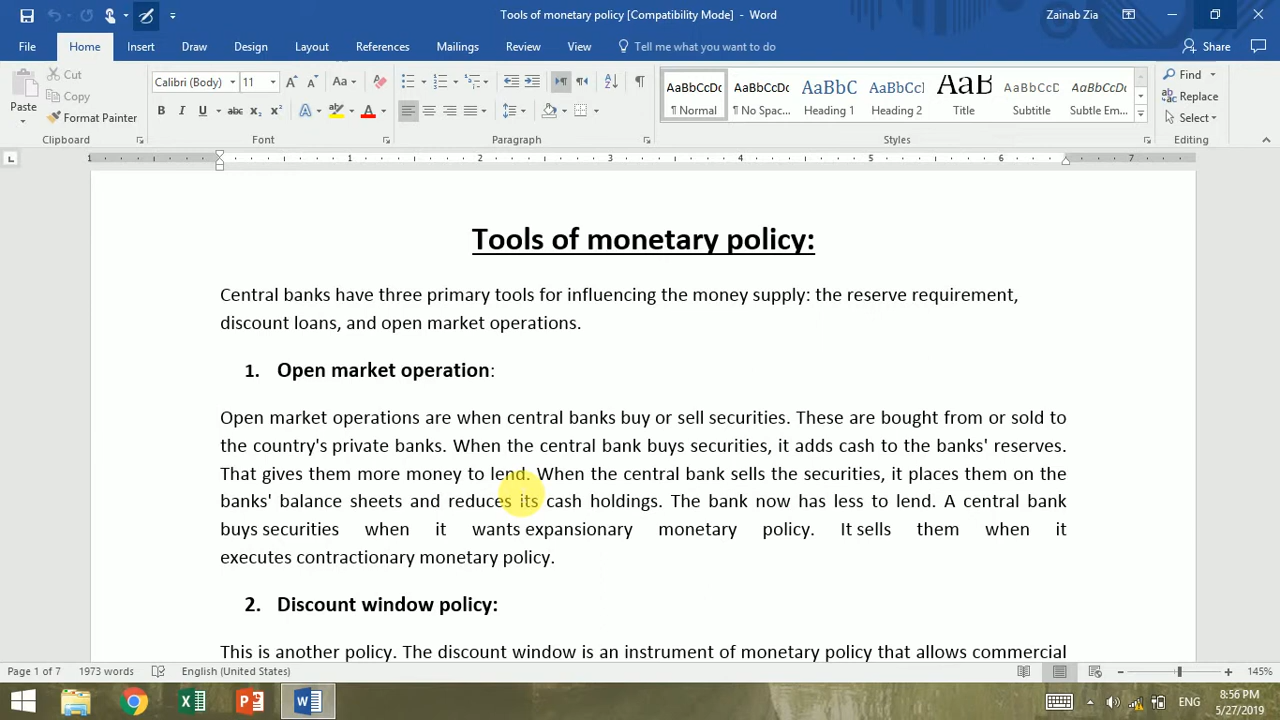 Tools of monetary policy [Compatibility Mode] - Word
Zainab Zia
File Home Insert Draw Design Layout References Mailings Review View Tell me what you want to do Share
Paste
Cut
Copy
Format Painter
Calibri (Body) 11
¶ Normal
¶ No Spac...
Heading 1
Heading 2
Title
Subtitle
Subtle Em...
Find
Replace
Select
Clipboard Font Paragraph Styles Editing
1 1 2 3 4 5 6 7
Tools of monetary policy:
Central banks have three primary tools for influencing the money supply: the reserve requirement,
discount loans, and open market operations.
1. Open market operation:
Open market operations are when central banks buy or sell securities. These are bought from or sold to
the country's private banks. When the central bank buys securities, it adds cash to the banks' reserves.
That gives them more money to lend. When the central bank sells the securities, it places them on the
banks' balance sheets and reduces its cash holdings. The bank now has less to lend. A central bank
buys securities when it wants expansionary monetary policy. It sells them when it
executes contractionary monetary policy.
2. Discount window policy:
This is another policy. The discount window is an instrument of monetary policy that allows commercial
Page 1 of 7 1973 words English (United States) 145%
ENG
8:56 PM
5/27/2019